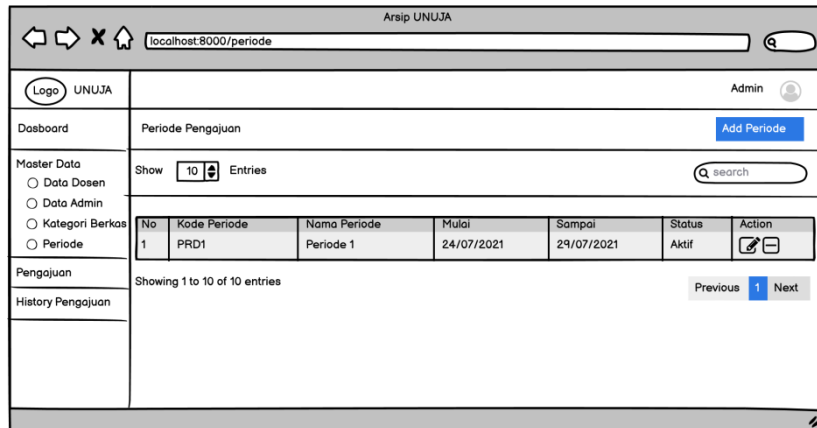 Arsip UNUJA
localhost:8000/periode
Logo UNUJA
Admin
Dasboard
Periode Pengajuan
Add Periode
Master Data
Data Dosen
Data Admin
Kategori Berkas
Periode
Pengajuan
History Pengajuan
Show 10 Entries
search
No Kode Periode Nama Periode Mulai Sampai Status Action
1 PRD1 Periode 1 24/07/2021 29/07/2021 Aktif
Showing 1 to 10 of 10 entries
Previous 1 Next